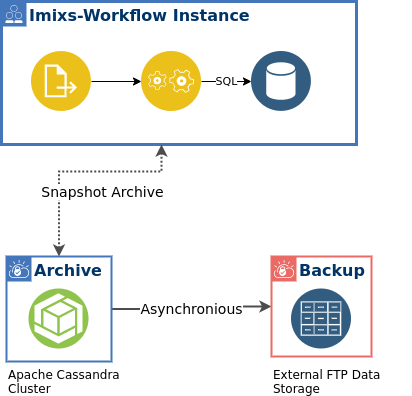 Imixs-Workflow Instance
SQL
Snapshot Archive
Archive
Asynchronious
Backup
Apache Cassandra
Cluster
External FTP Data
Storage